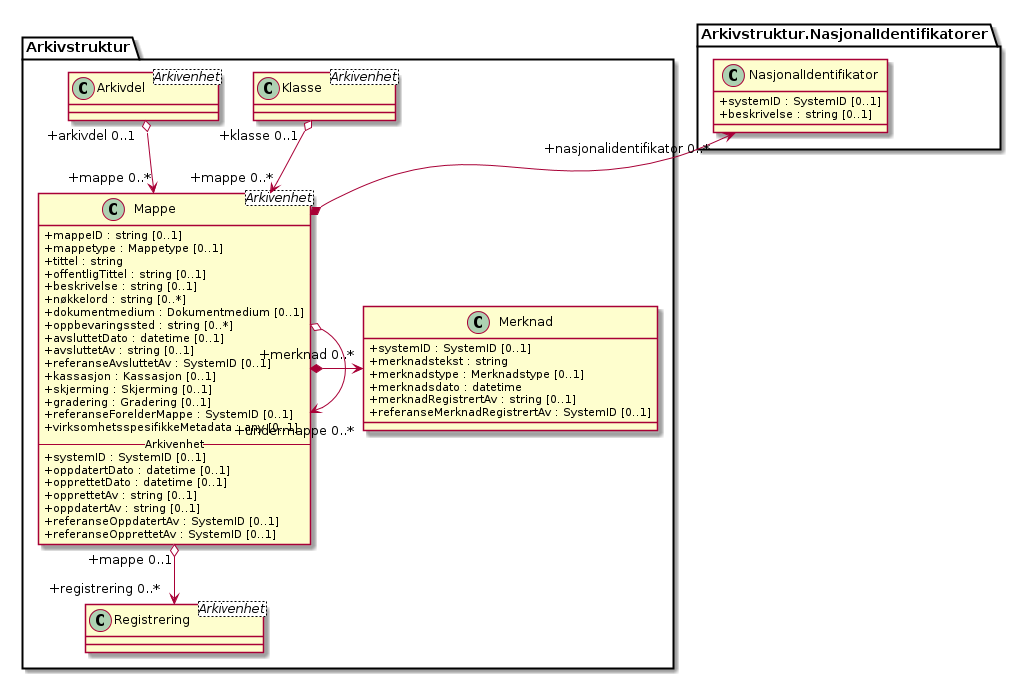 Arkivstruktur
Arkivstruktur.NasjonalIdentifikatorer
C Arkivdel
Arkivenhet
C Klasse
Arkivenhet
C NasjonalIdentifikator
+systemID : SystemID [0..1]
+beskrivelse : string [0..1]
+arkivdel 0..1
+klasse 0..1
+nasjonalidentifikator 0..*
+mappe 0..*
+mappe 0..*
C Mappe
Arkivenhet
+mappeID : string [0..1]
+mappetype : Mappetype [0..1]
+tittel : string
+offentligTittel : string [0..1]
+beskrivelse : string [0..1]
+nøkkelord : string [0..*]
+dokumentmedium : Dokumentmedium [0..1]
+oppbevaringssted : string [0..*]
+avsluttetDato : datetime [0..1]
+avsluttetAv : string [0..1]
+referanseAvsluttetAv : SystemID [0..1]
+kassasjon : Kassasjon [0..1]
+skjerming : Skjerming [0..1]
+gradering : Gradering [0..1]
+referanseForelderMappe : SystemID [0..1]
+virksomhetsspesifikkeMetadata : any [0..1]
Arkivenhet
+systemID : SystemID [0..1]
+oppdatertDato : datetime [0..1]
+opprettetDato : datetime [0..1]
+opprettetAv : string [0..1]
+oppdatertAv : string [0..1]
+referanseOppdatertAv : SystemID [0..1]
+referanseOpprettetAv : SystemID [0..1]
+merknad 0..*
+undermappe 0..*
C Merknad
+systemID : SystemID [0..1]
+merknadstekst : string
+merknadstype : Merknadstype [0..1]
+merknadsdato : datetime
+merknadRegistrertAv : string [0..1]
+referanseMerknadRegistrertAv : SystemID [0..1]
+mappe 0..1
+registrering 0..*
C Registrering
Arkivenhet